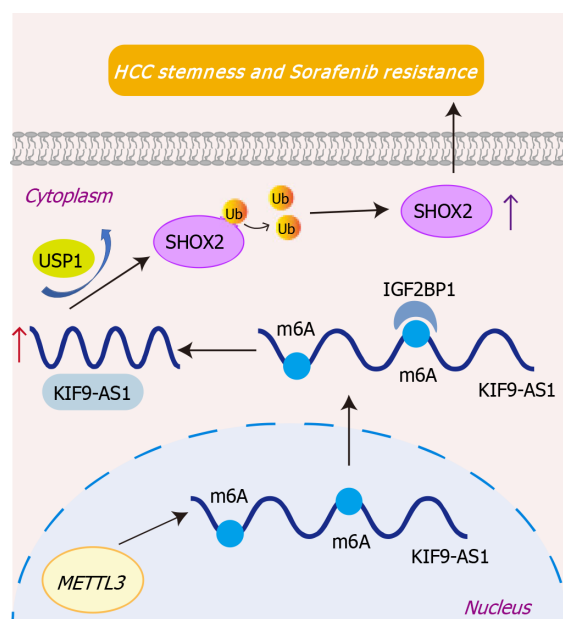 HCC stemness and Sorafenib resistance
Cytoplasm
Ub
Ub
Ub
SHOX2
SHOX2
USP1
IGF2BP1
m6A
m6A
KIF9-AS1
KIF9-AS1
m6A
m6A
KIF9-AS1
METTL3
Nucleus